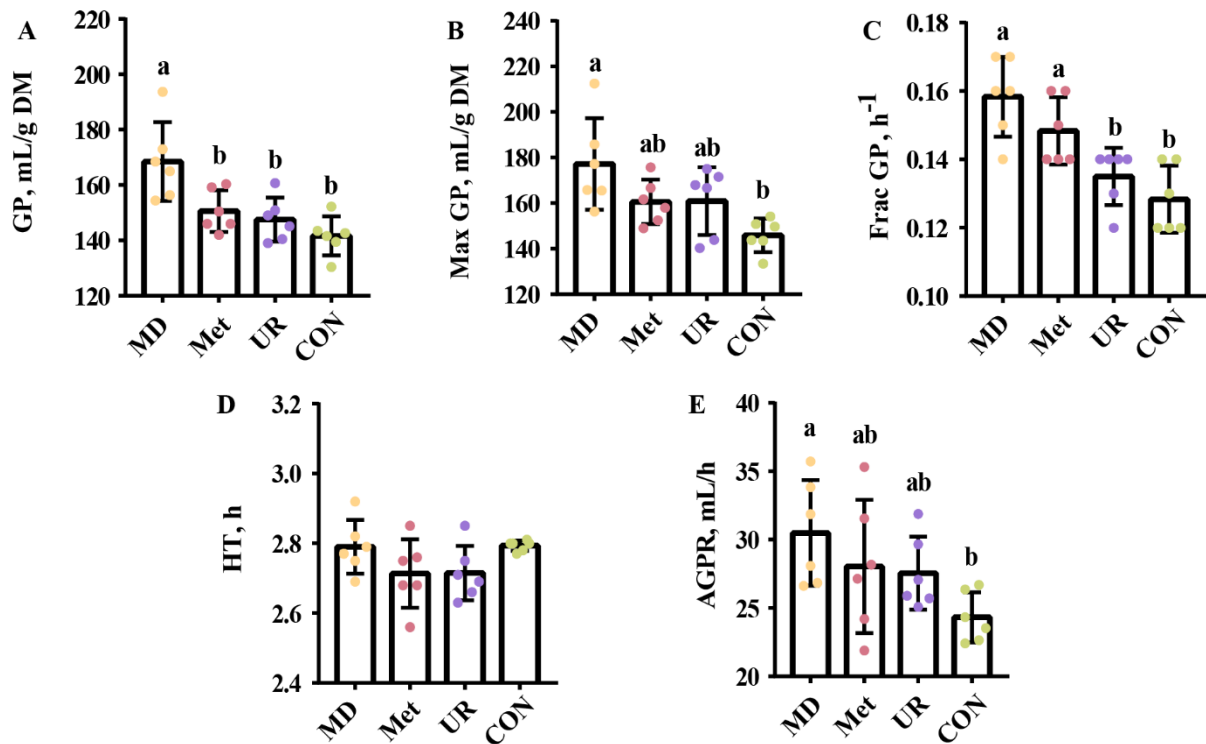 A
GP, mL/g DM
220
200
180
160
140
120
a
b
b
b
MD
Met
UR
CON
B
Max GP, mL/g DM
240
220
200
180
160
140
120
a
ab
ab
b
MD
Met
UR
CON
C
Frac GP, h-1
0.18
0.16
0.14
0.12
0.10
a
a
b
b
MD
Met
UR
CON
D
HT, h
3.2
3.0
2.8
2.6
2.4
MD
Met
UR
CON
E
AGPR, mL/h
40
35
30
25
20
a
ab
ab
b
MD
Met
UR
CON